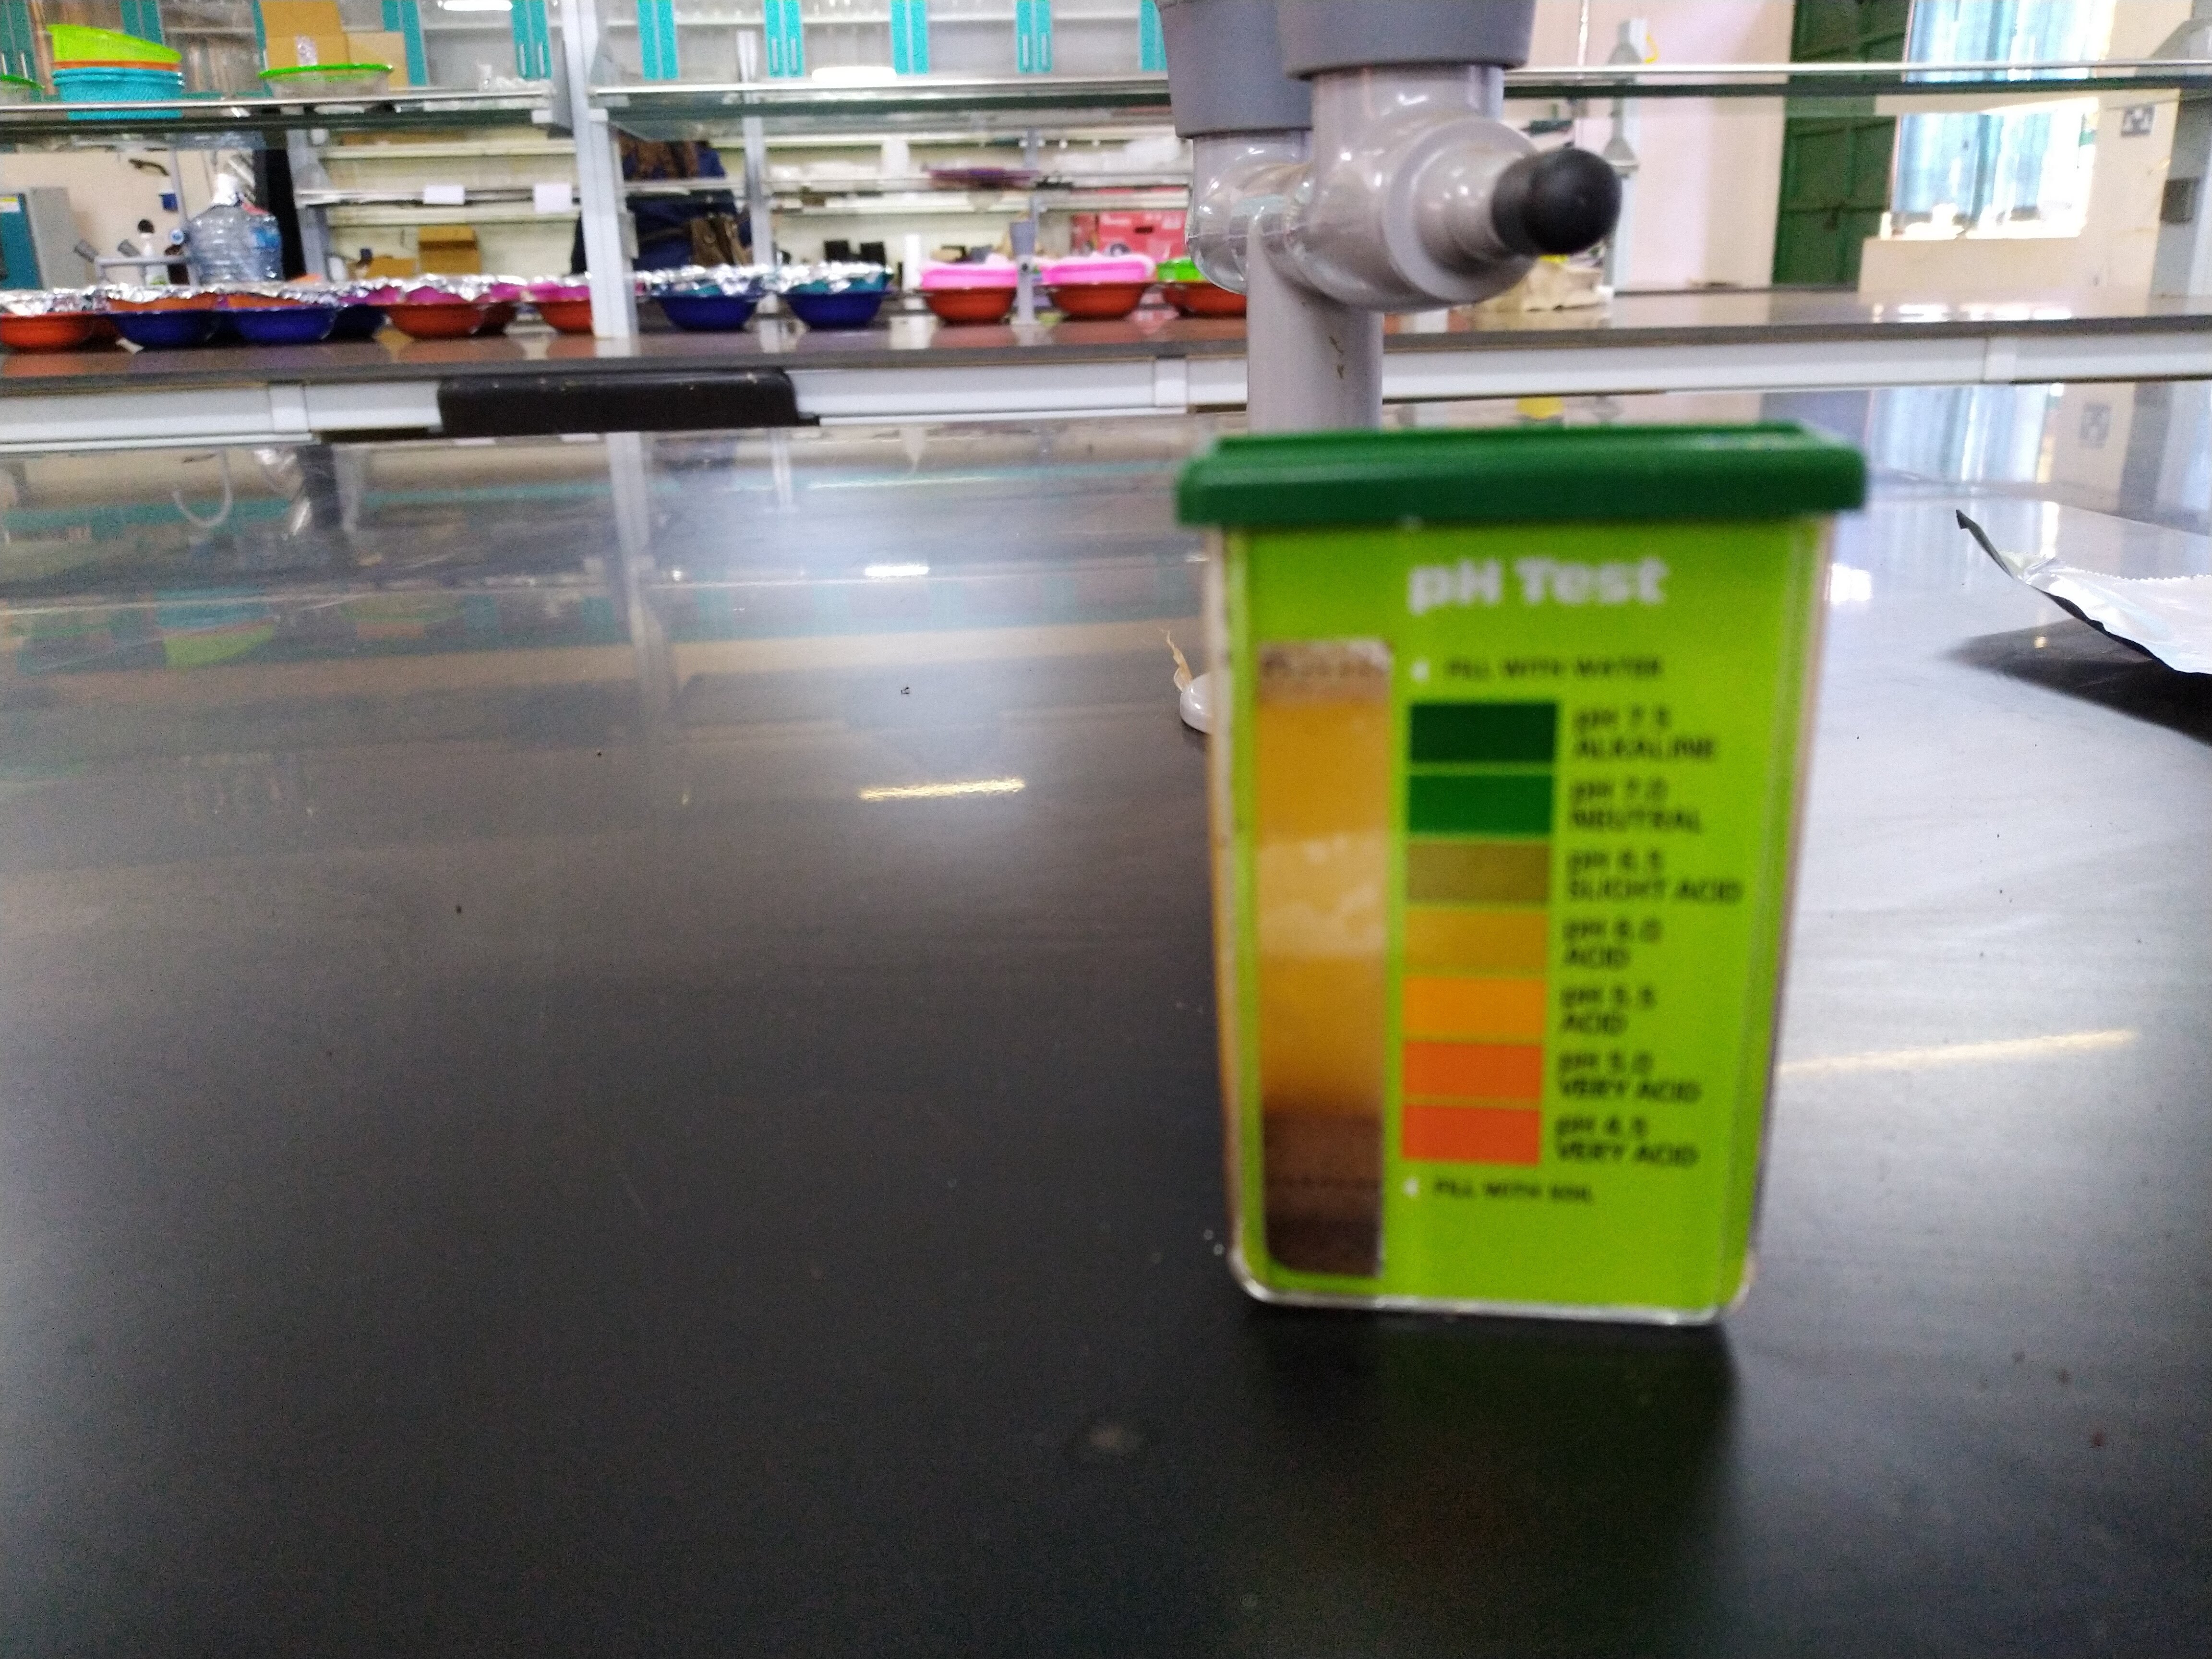 pH Test
FILL WITH WATER
pH 7.5
ALKALINE
pH 7.0
NEUTRAL
pH 6.5
SLIGHT ACID
pH 6.0
ACID
pH 5.5
ACID
pH 5.0
VERY ACID
pH 4.5
VERY ACID
FILL WITH SOIL